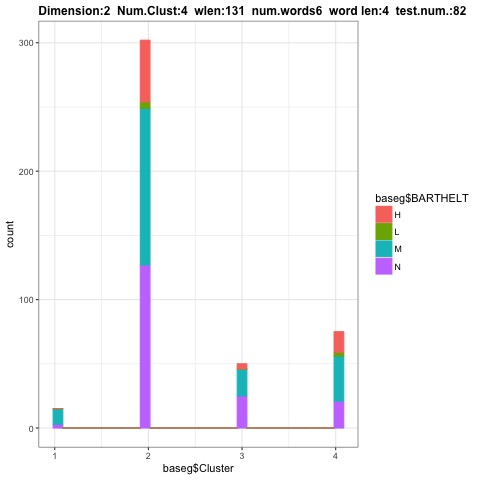 Dimension:2 Num.Clust:4 wlen:131 num.words6 word len:4 test.num.:82
300
200
100
0
count
1 2 3 4
baseg$Cluster
baseg$BARTHELT
H
L
M
N